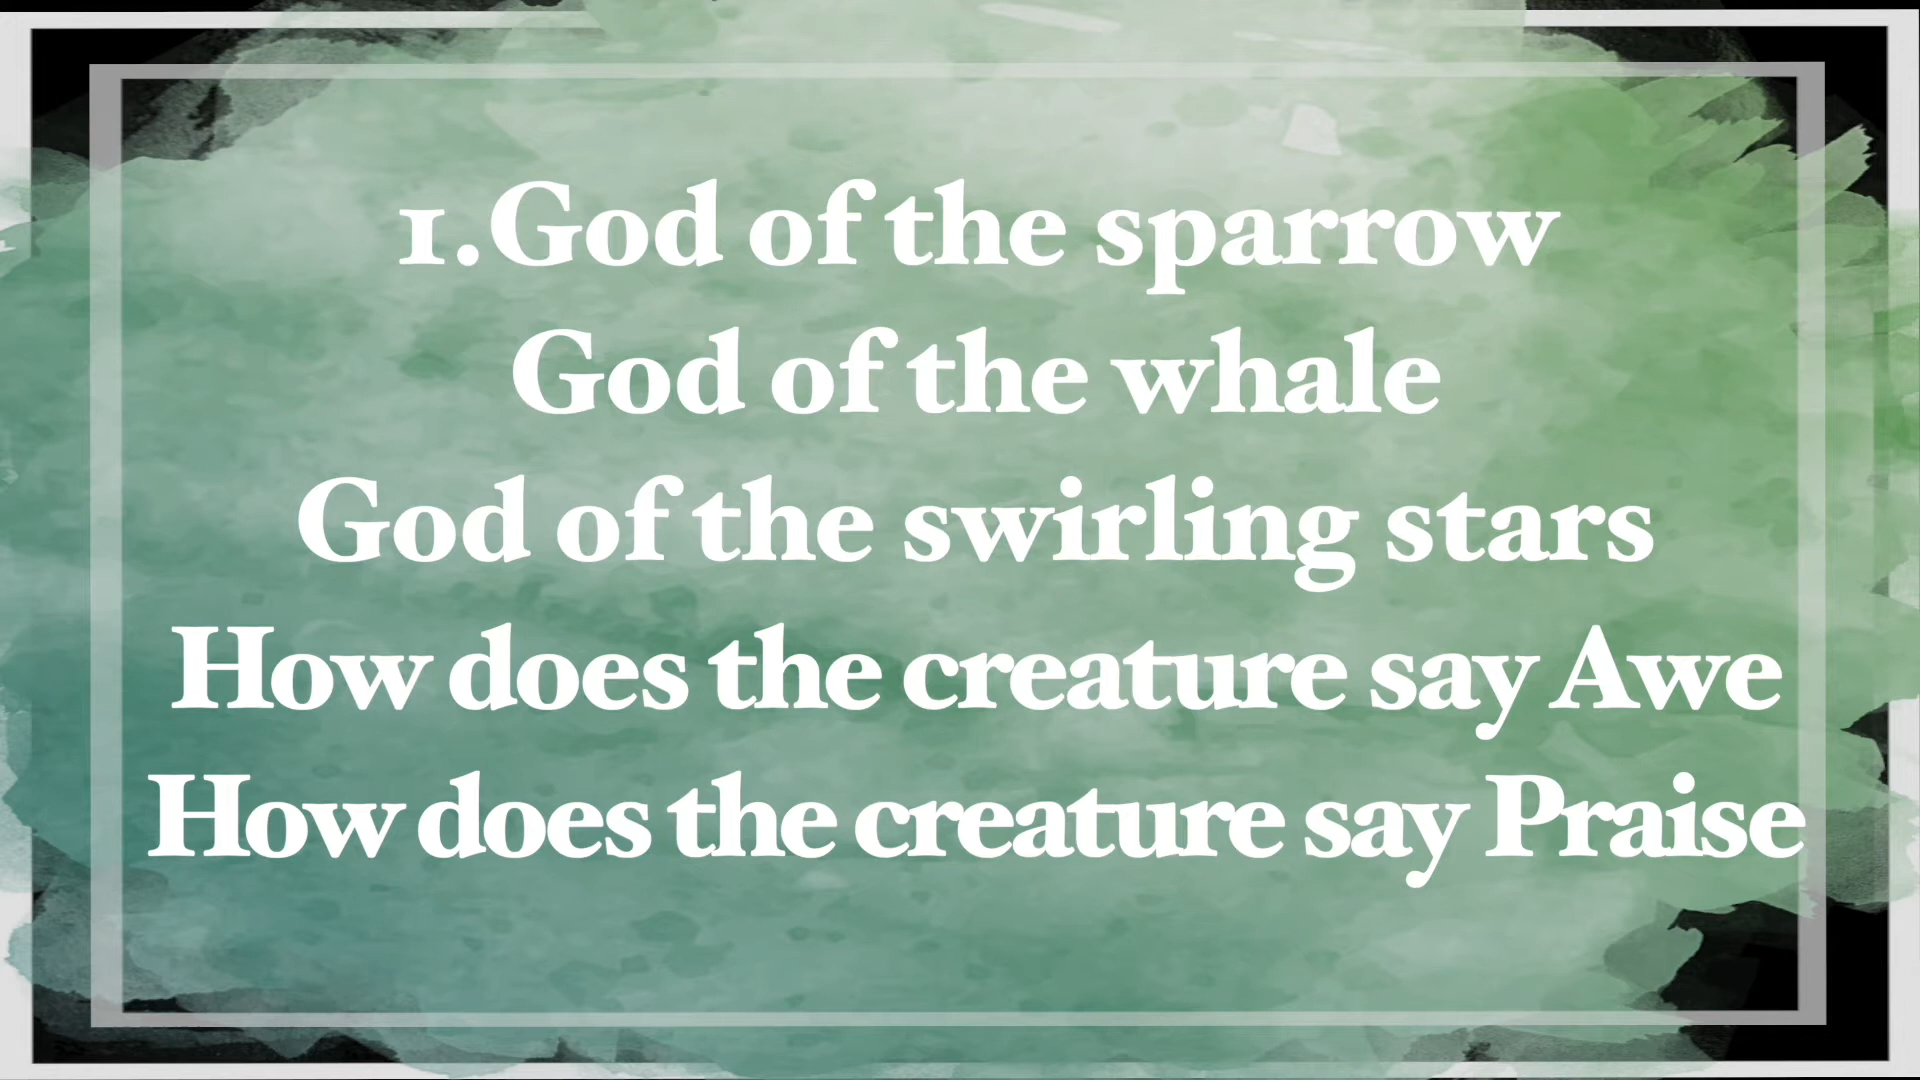 1.God of the sparrow
God of the whale
God of the swirling stars
How does the creature say Awe
How does the creature say Praise